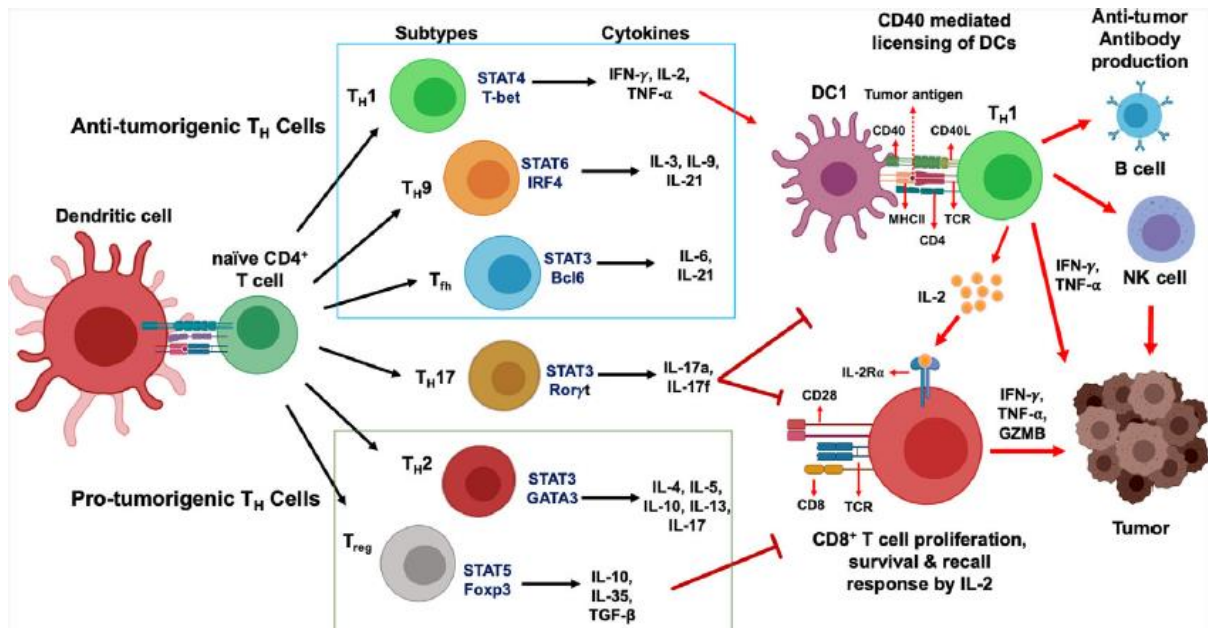 Subtypes
Cytokines
CD40 mediated
licensing of DCs
Anti-tumor
Antibody
production
Anti-tumorigenic TH Cells
TH1
STAT4
T-bet
IFN-γ, IL-2,
TNF-α
TH9
STAT6
IRF4
IL-3, IL-9,
IL-21
Tfh
STAT3
Bcl6
IL-6,
IL-21
Dendritic cell
naïve CD4+
T cell
TH17
STAT3
Rorγt
IL-17a,
IL-17f
Pro-tumorigenic TH Cells
TH2
STAT3
GATA3
IL-4, IL-5,
IL-10, IL-13,
IL-17
Treg
STAT5
Foxp3
IL-10,
IL-35,
TGF-β
DC1
Tumor antigen
TH1
CD40
CD40L
MHCII
TCR
CD4
B cell
NK cell
IFN-γ,
TNF-α
IL-2
IL-2Rα
CD28
CD8
TCR
IFN-γ,
TNF-α,
GZMB
Tumor
CD8+ T cell proliferation,
survival & recall
response by IL-2